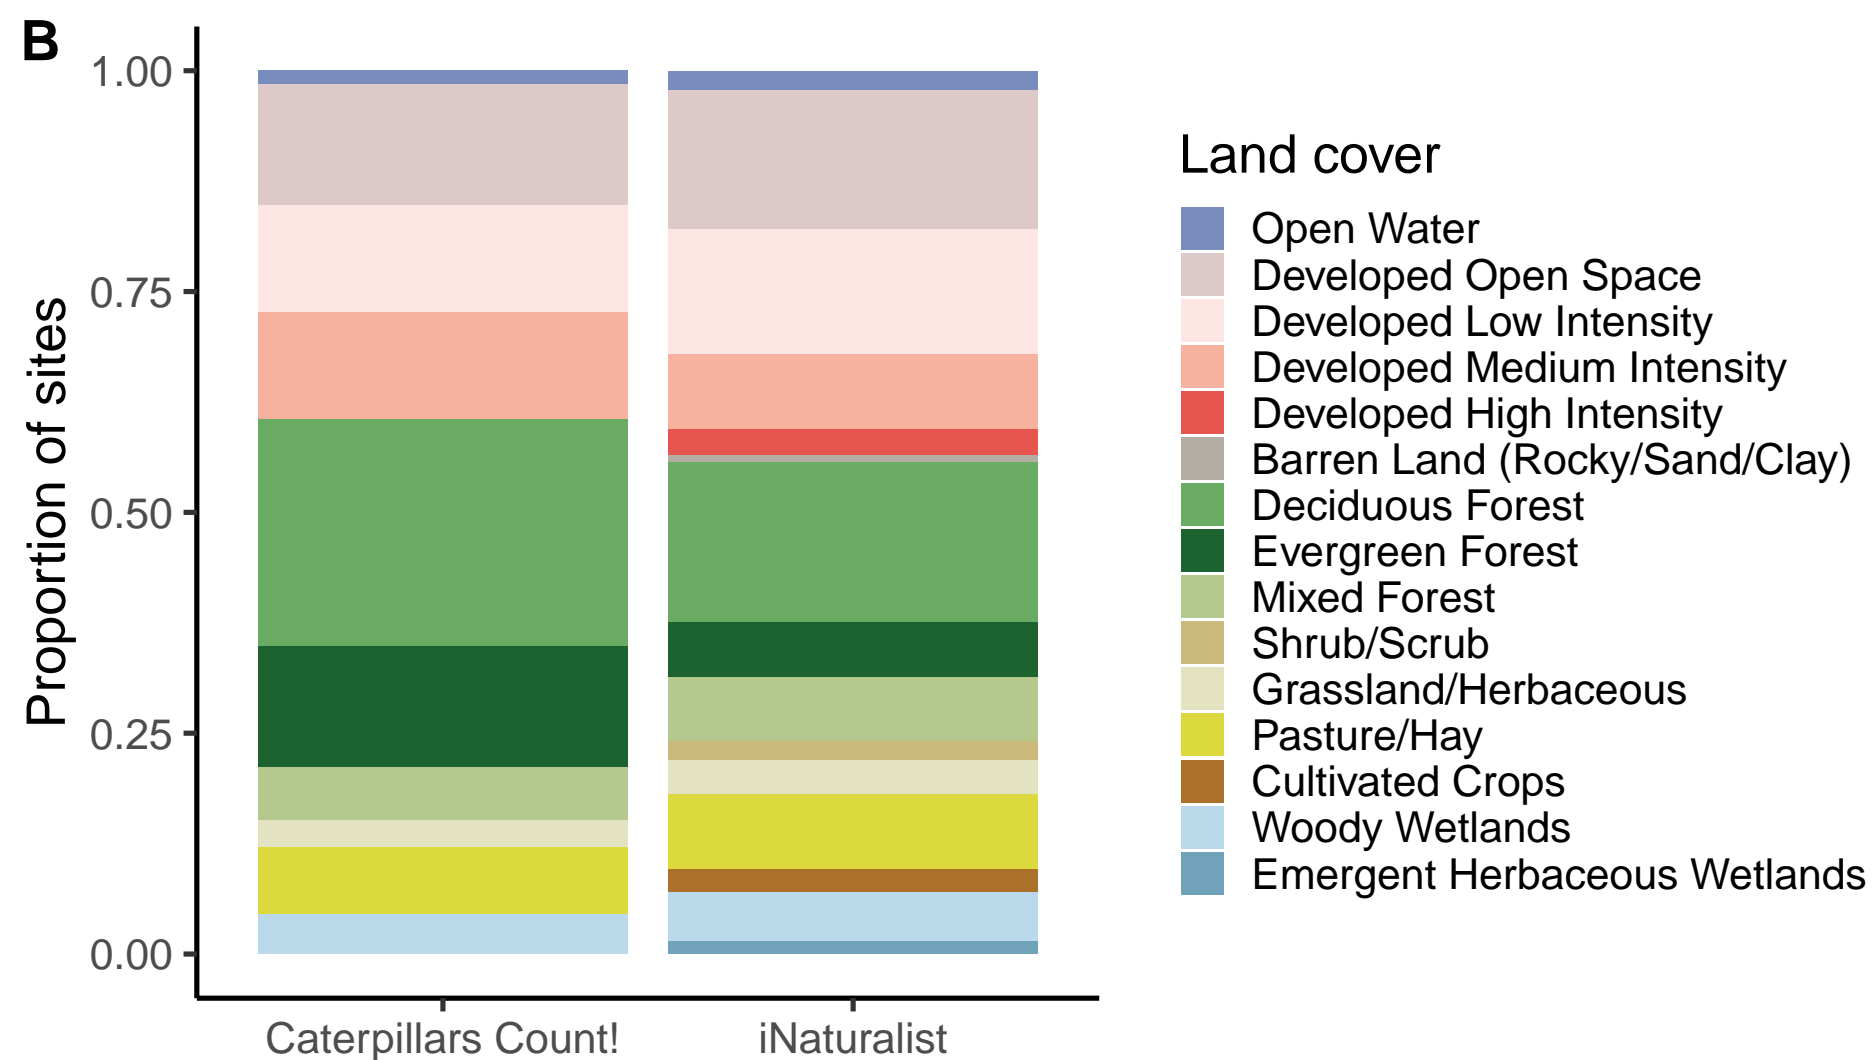 B
1.00
0.75
0.50
0.25
0.00
Proportion of sites
Caterpillars Count!
iNaturalist
Land cover
Open Water
Developed Open Space
Developed Low Intensity
Developed Medium Intensity
Developed High Intensity
Barren Land (Rocky/Sand/Clay)
Deciduous Forest
Evergreen Forest
Mixed Forest
Shrub/Scrub
Grassland/Herbaceous
Pasture/Hay
Cultivated Crops
Woody Wetlands
Emergent Herbaceous Wetlands